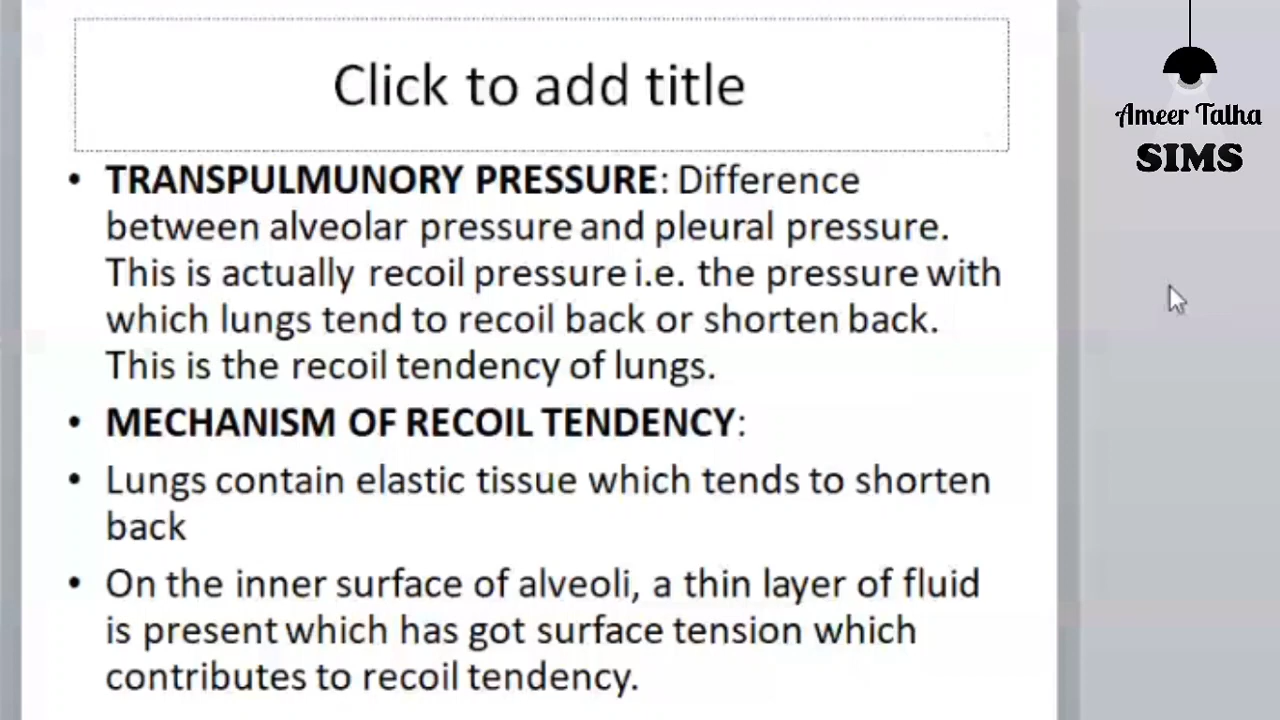 Click to add title
Ameer Talha
SIMS
• TRANSPULMUNORY PRESSURE: Difference
between alveolar pressure and pleural pressure.
This is actually recoil pressure i.e. the pressure with
which lungs tend to recoil back or shorten back.
This is the recoil tendency of lungs.
• MECHANISM OF RECOIL TENDENCY:
• Lungs contain elastic tissue which tends to shorten
back
• On the inner surface of alveoli, a thin layer of fluid
is present which has got surface tension which
contributes to recoil tendency.